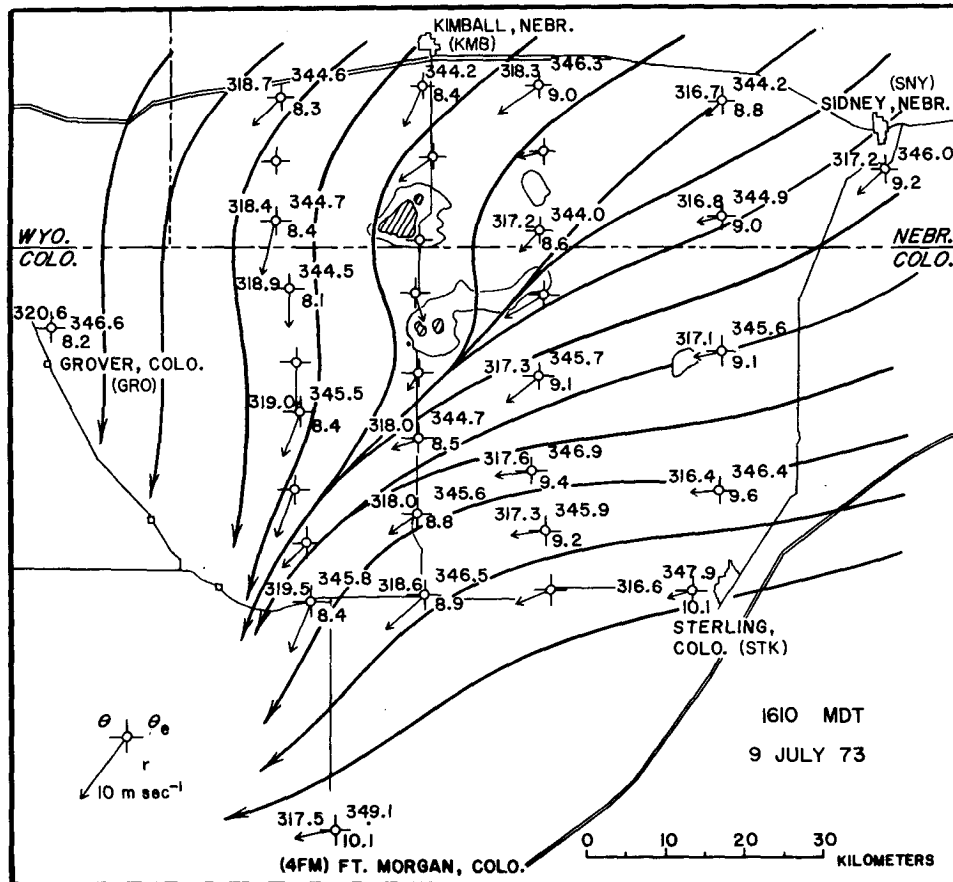 KIMBALL, NEBR.
(KMB)
318.7 344.6
8.3
344.2
8.4
318.3 346.3
9.0
316.7 344.2
8.8
(SNY)
SIDNEY, NEBR.
317.2 346.0
9.2
318.4 344.7
8.4
317.2 344.0
8.6
316.8 344.9
9.0
WYO.
COLO.
NEBR.
COLO.
318.9 344.5
8.1
320.6 346.6
8.2
GROVER, COLO.
(GRO)
317.3 345.7
9.1
317.1 345.6
9.1
319.0 345.5
8.4
318.0 344.7
8.5
317.6 346.9
9.4
316.4 346.4
9.6
318.0 345.6
8.8
317.3 345.9
9.2
319.5 345.8
8.4
318.6 346.5
8.9
316.6 347.9
10.1
STERLING,
COLO. (STK)
θ θe
r
10 m sec⁻¹
1610 MDT
9 JULY 73
317.5 349.1
10.1
(4FM) FT. MORGAN, COLO.
0 10 20 30
KILOMETERS